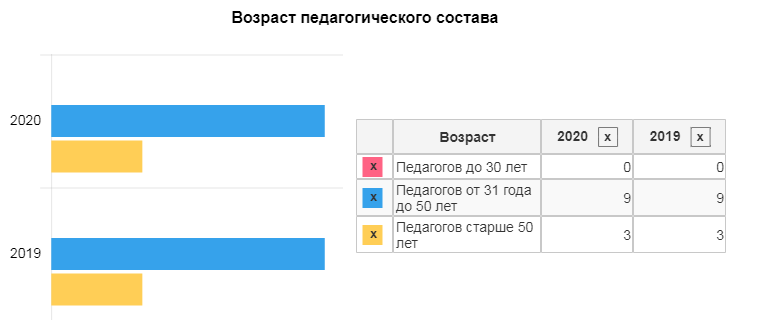 Возраст педагогического состава
2020
2019
Возраст 2020 x 2019 x
x Педагогов до 30 лет 0 0
x Педагогов от 31 года
до 50 лет 9 9
x Педагогов старше 50
лет 3 3